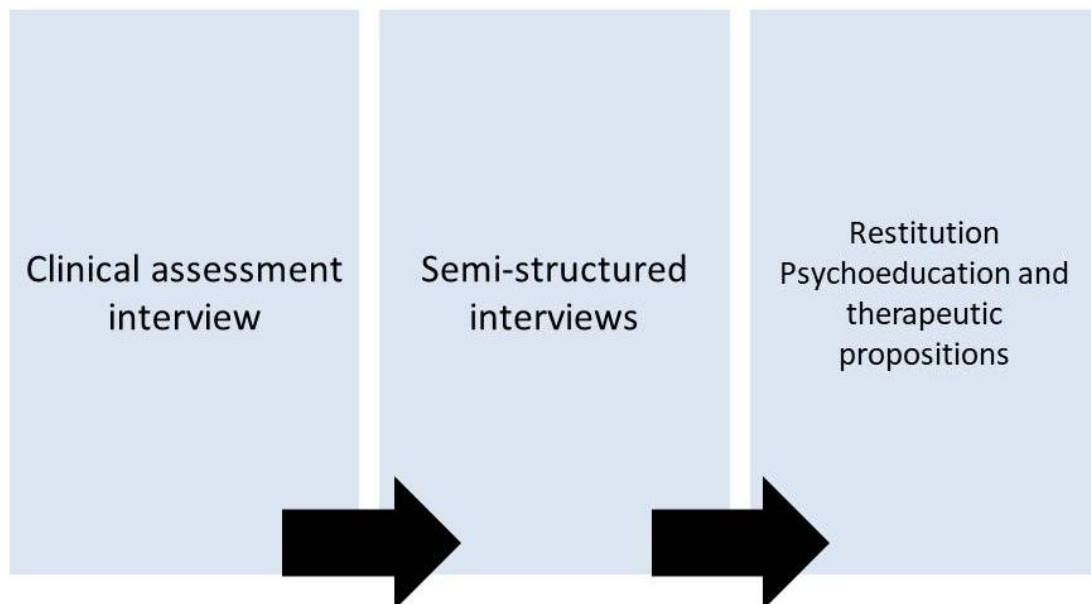 Clinical assessment
interview
Semi-structured
interviews
Restitution
Psychoeducation and
therapeutic
propositions